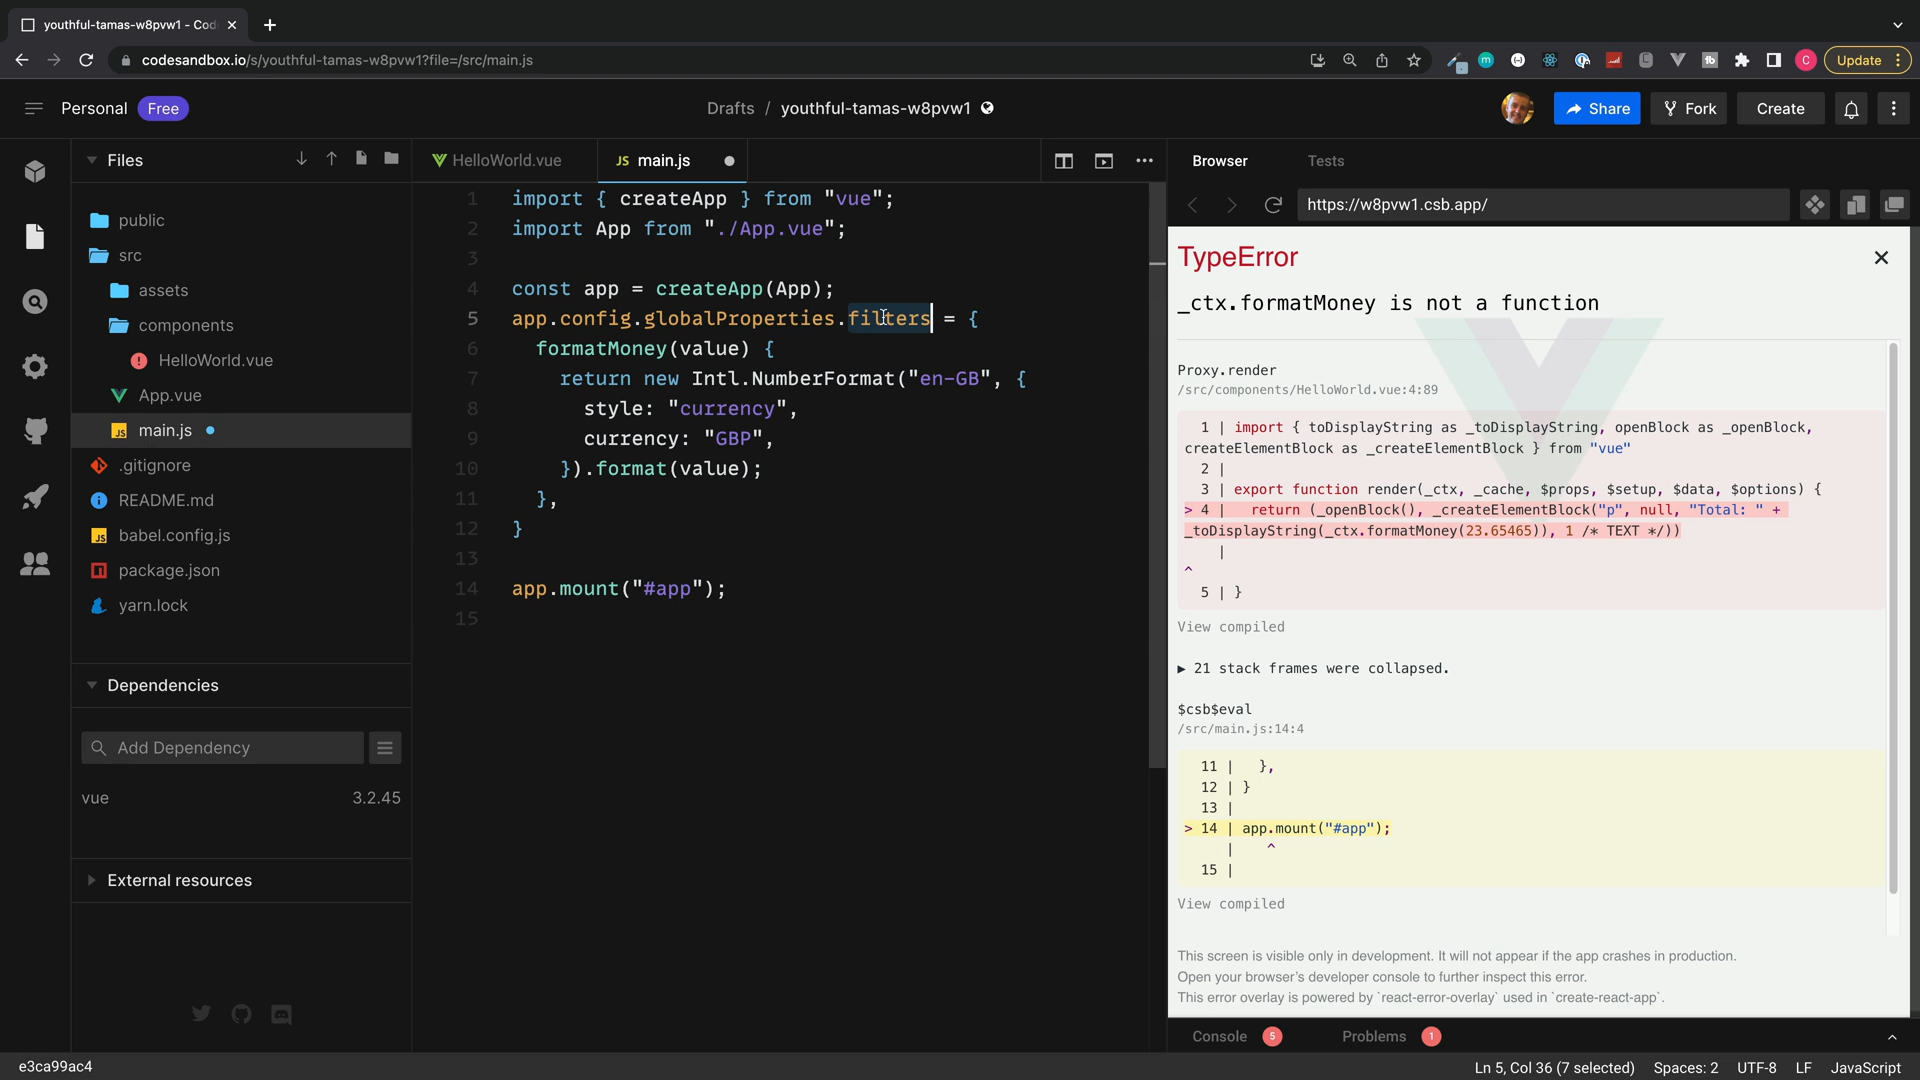 youthful-tamas-w8pvw1 - Cod
codesandbox.io/s/youthful-tamas-w8pvw1?file=/src/main.js
Update
Personal Free
Drafts / youthful-tamas-w8pvw1
Share
Fork
Create
Files
HelloWorld.vue
JS main.js
Browser
Tests
https://w8pvw1.csb.app/
public
src
assets
components
HelloWorld.vue
App.vue
JS main.js
.gitignore
README.md
JS babel.config.js
package.json
yarn.lock
Dependencies
Add Dependency
vue 3.2.45
External resources
1 import { createApp } from "vue";
2 import App from "./App.vue";
3
4 const app = createApp(App);
5 app.config.globalProperties.filters = {
6 formatMoney(value) {
7 return new Intl.NumberFormat("en-GB", {
8 style: "currency",
9 currency: "GBP",
10 }).format(value);
11 },
12 }
13
14 app.mount("#app");
15
TypeError
_ctx.formatMoney is not a function
Proxy.render
/src/components/HelloWorld.vue:4:89
1 | import { toDisplayString as _toDisplayString, openBlock as _openBlock,
createElementBlock as _createElementBlock } from "vue"
2 |
3 | export function render(_ctx, _cache, $props, $setup, $data, $options) {
> 4 | return (_openBlock(), _createElementBlock("p", null, "Total: " +
_toDisplayString(_ctx.formatMoney(23.65465)), 1 /* TEXT */))
|
^
5 | }
View compiled
▶ 21 stack frames were collapsed.
$csb$eval
/src/main.js:14:4
11 | },
12 | }
13 |
> 14 | app.mount("#app");
| ^
15 |
View compiled
This screen is visible only in development. It will not appear if the app crashes in production.
Open your browser's developer console to further inspect this error.
This error overlay is powered by `react-error-overlay` used in `create-react-app`.
Console 5
Problems 1
e3ca99ac4
Ln 5, Col 36 (7 selected) Spaces: 2 UTF-8 LF JavaScript